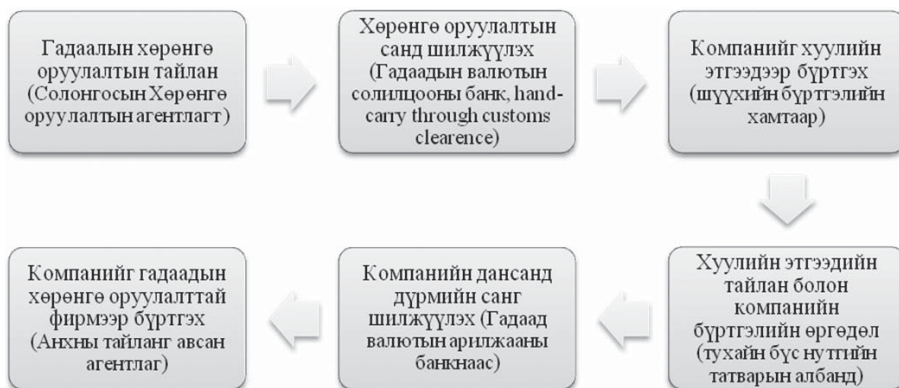 Гадаалын хөрөнгө
оруулалтын тайлан
(Солонгосын Хөрөнгө
оруулалтын агентлагт)
Хөрөнгө оруулалтын
санд шилжүүлэх
(Гадаадын валютын
солилцооны банк, hand-
carry through customs
clearence)
Компанийг хуулийн
этгээдээр бүртгэх
(шүүхийн бүртгэлийн
хамтаар)
Хуулийн этгээдийн
тайлан болон
компанийн
бүртгэлийн өргөдөл
(тухайн бүс нутгийн
татварын албанд)
Компанийн дансанд
дүрмийн санг
шилжүүлэх (Гадаад
валютын арилжааны
банкнаас)
Компанийг гадаадын
хөрөнгө оруулалттай
фирмээр бүртгэх
(Анхны тайланг авсан
агентлаг)